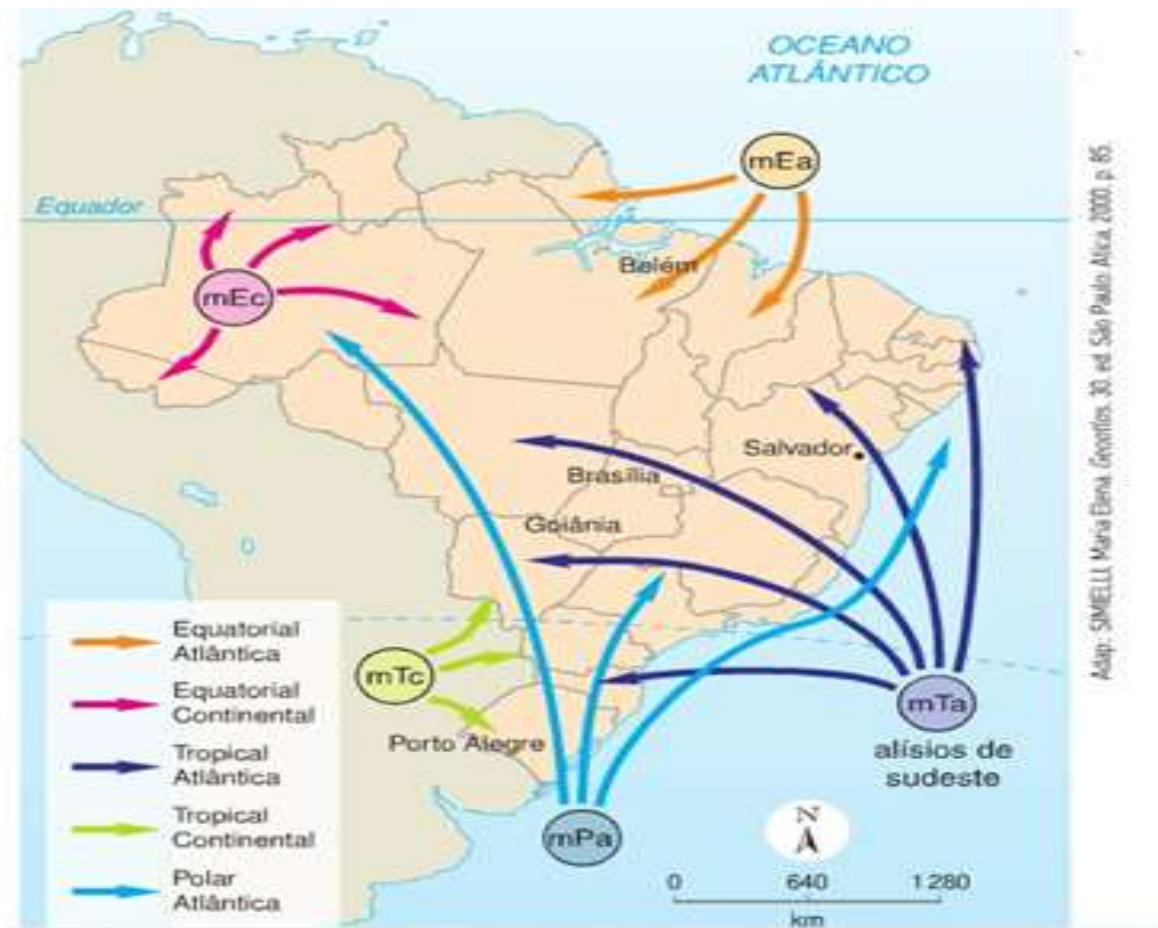 OCEANO
ATLÂNTICO
mEa
Equador
Belém
mEc
Salvador
Brasília
Goiânia
mTc
Porto Alegre
mTa
alísios de
sudeste
mPa
Equatorial
Atlântica
Equatorial
Continental
Tropical
Atlântica
Tropical
Continental
Polar
Atlântica
N
0 640 1 280
km
Adap: SIMIELLI, Maria Elena. Geoatlas. 30. ed. São Paulo: Ática, 2000, p. 85.